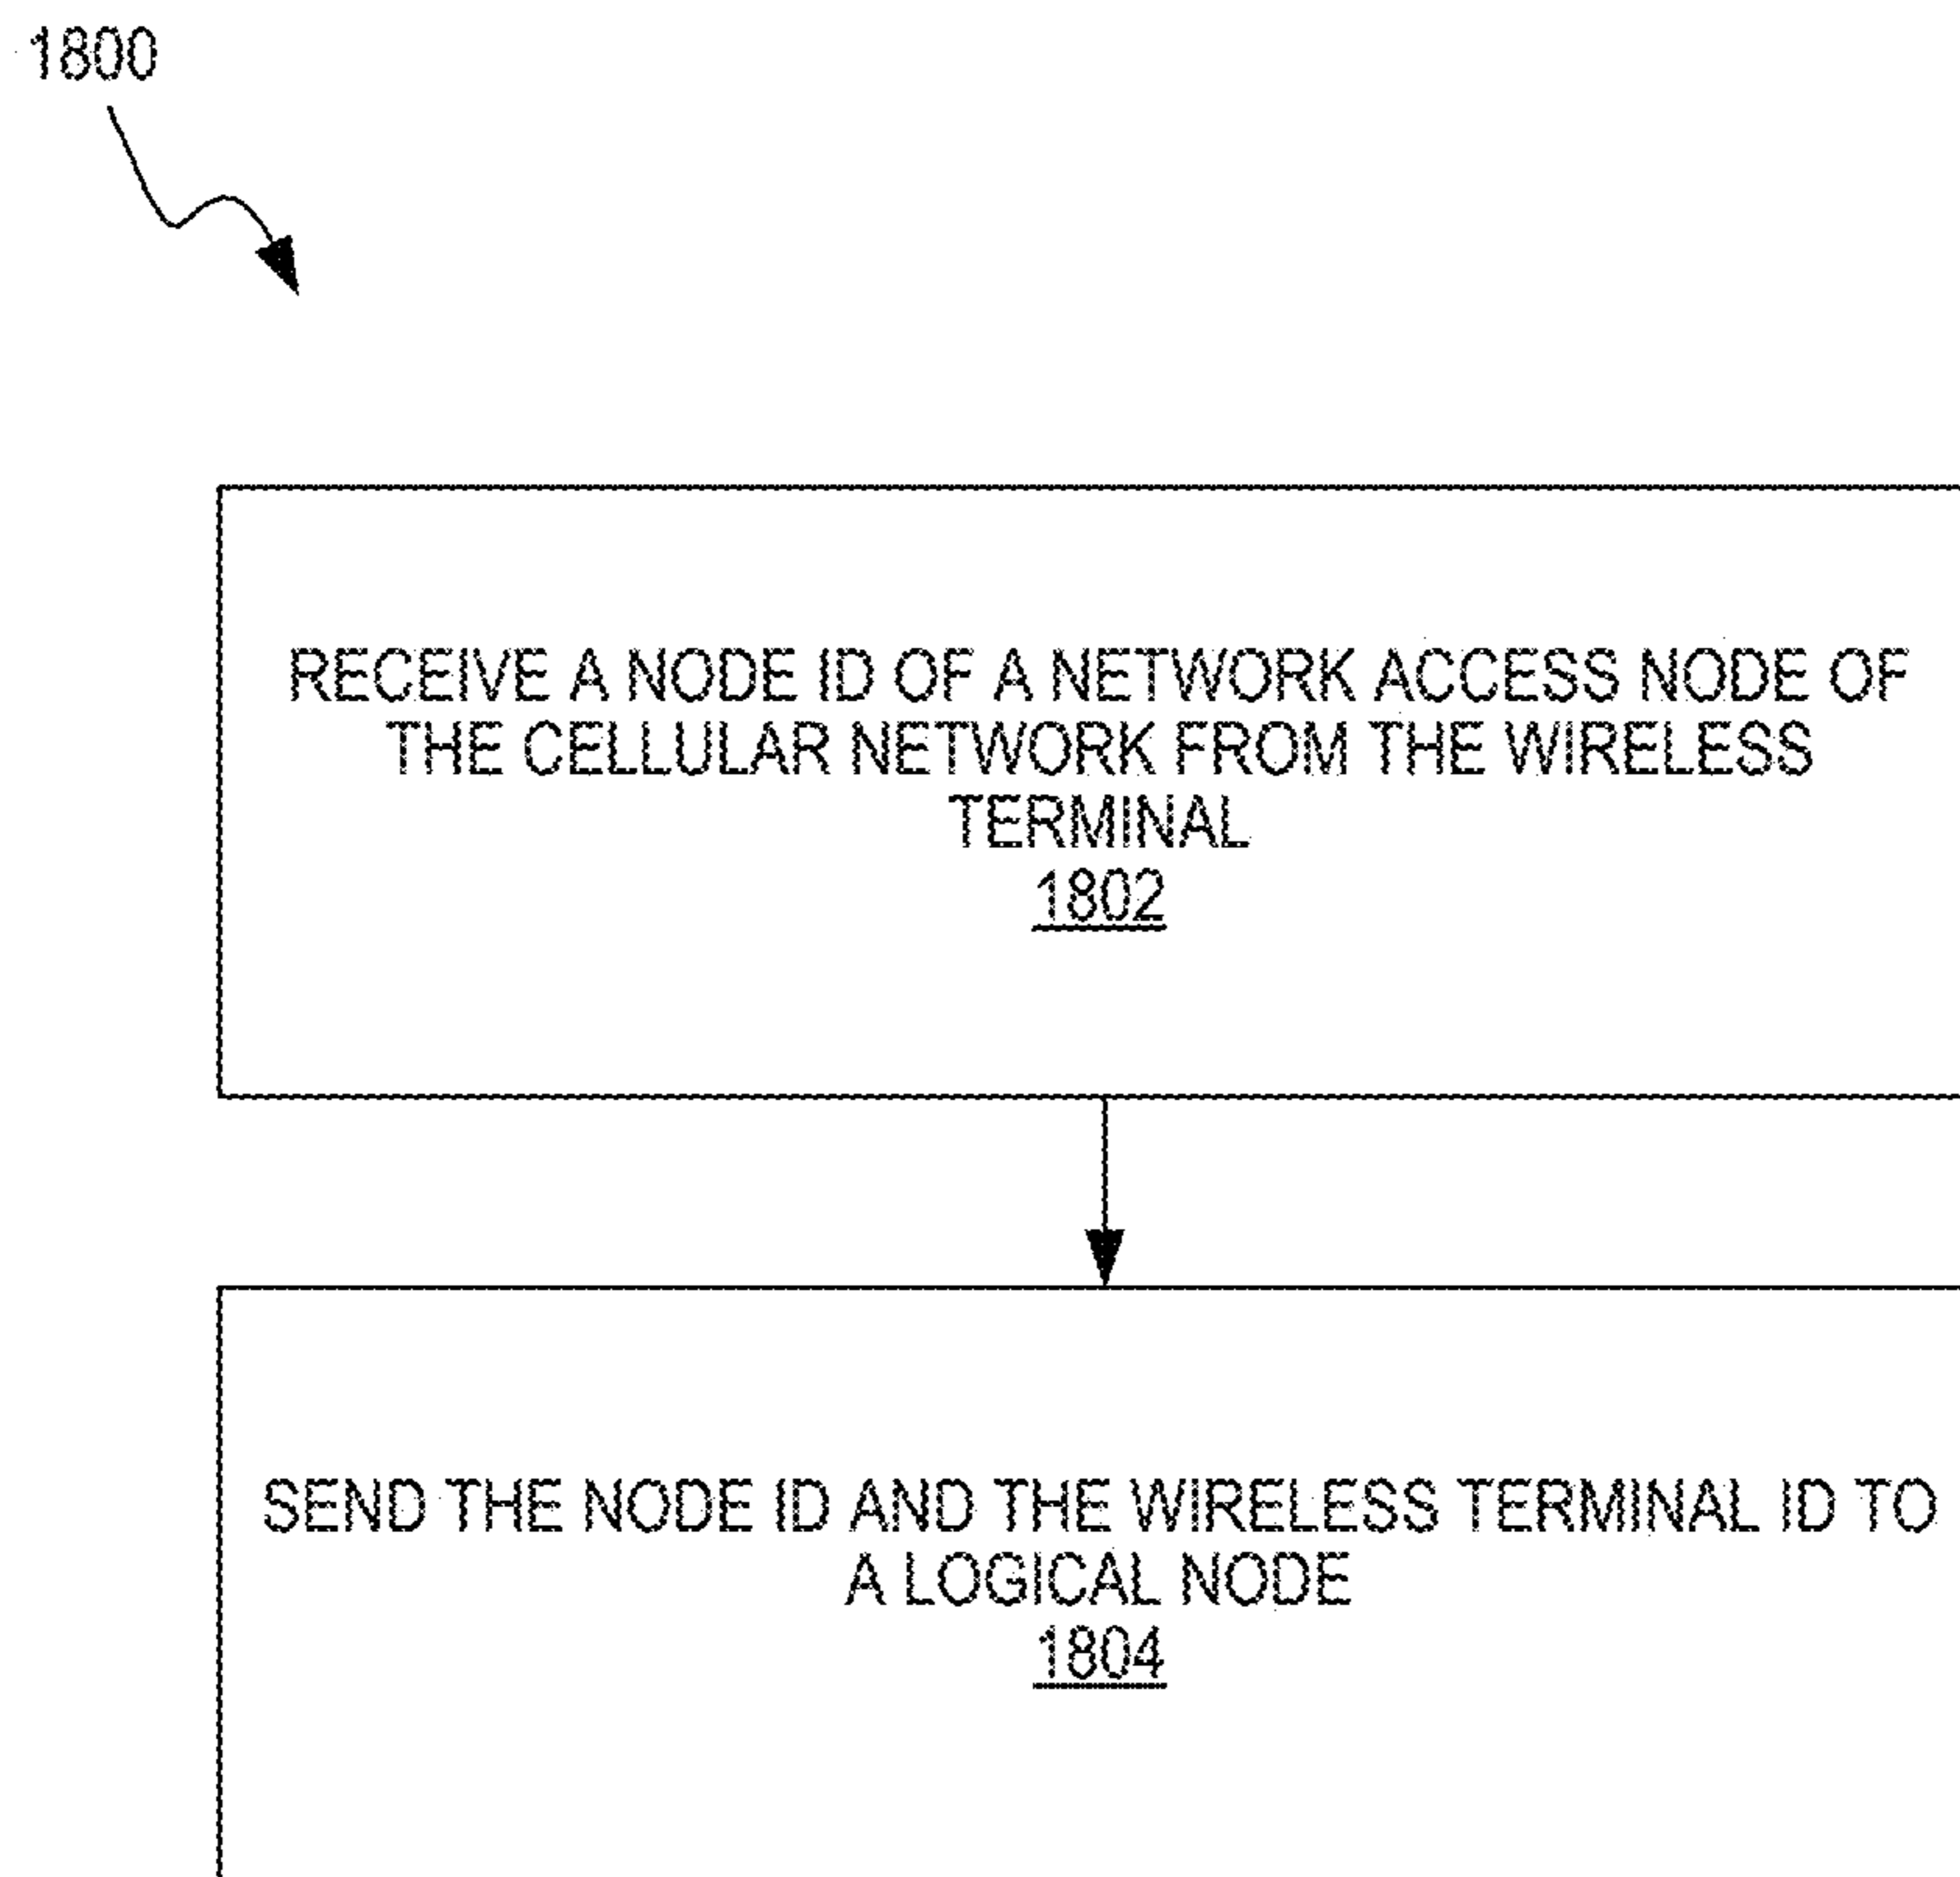 1800
RECEIVE A NODE ID OF A NETWORK ACCESS NODE OF
THE CELLULAR NETWORK FROM THE WIRELESS
TERMINAL
1802
SEND THE NODE ID AND THE WIRELESS TERMINAL ID TO
A LOGICAL NODE
1804